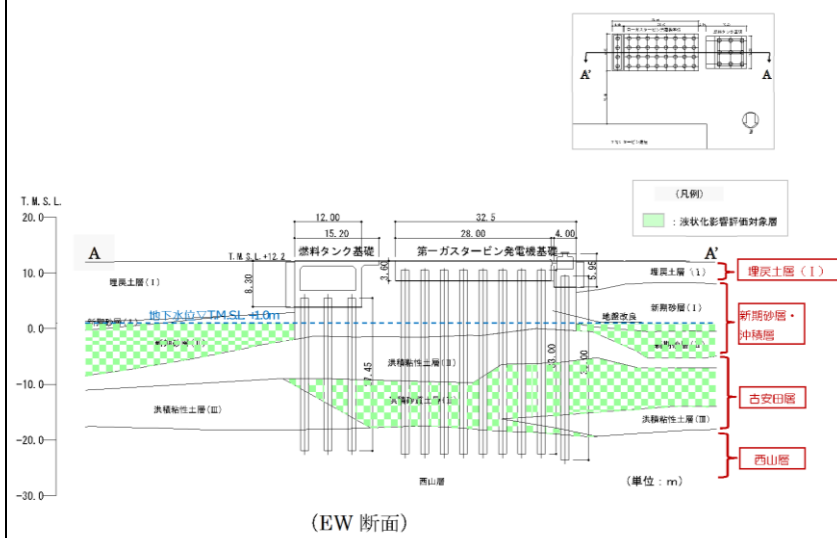 A'
A
(凡例)
:液状化影響評価対象層
T.M.S.L.
20.0
10.0
0.0
-10.0
-20.0
-30.0
32.5
12.00
28.00
4.00
15.20
A
T.M.S.L.+12.2
燃料タンク基礎
第一ガスタービン発電機基礎
A'
8.30
3.60
5.95
埋戻土層(Ⅰ)
埋戻土層(Ⅰ)
埋戻土層(Ⅰ)
新期砂層(Ⅰ)
地下水位▽T.M.S.L. +1.0m
地盤改良
新期砂層・
沖積層
洪積粘性土層(Ⅱ)
33.00
洪積粘性土層(Ⅲ)
洪積粘性土層(Ⅲ)
古安田層
西山層
西山層
(単位:m)
(EW 断面)